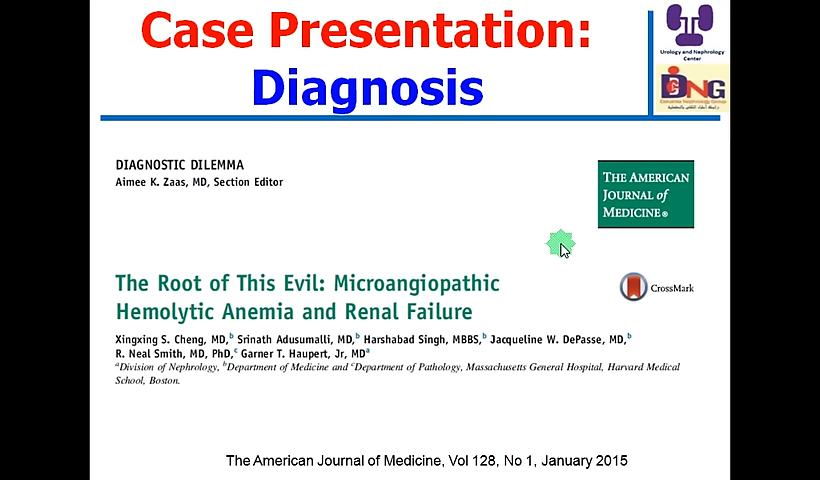 Case Presentation:
Diagnosis
Urology and Nephrology
Center
DNG
DIAGNOSTIC DILEMMA
Aimee K. Zaas, MD, Section Editor
THE AMERICAN
JOURNAL of
MEDICINE®
The Root of This Evil: Microangiopathic
Hemolytic Anemia and Renal Failure
CrossMark
Xingxing S. Cheng, MD,b Srinath Adusumalli, MD,b Harshabad Singh, MBBS,b Jacqueline W. DePasse, MD,b
R. Neal Smith, MD, PhD,c Garner T. Haupert, Jr, MDa
aDivision of Nephrology, bDepartment of Medicine and cDepartment of Pathology, Massachusetts General Hospital, Harvard Medical
School, Boston.
The American Journal of Medicine, Vol 128, No 1, January 2015